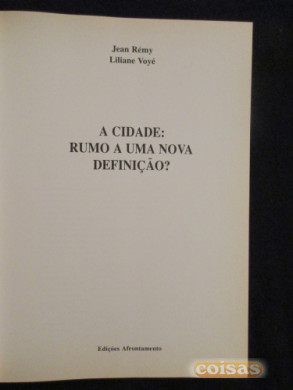 Jean Rémy
Liliane Voyé
A CIDADE:
RUMO A UMA NOVA
DEFINIÇÃO?
Edições Afrontamento
coisas